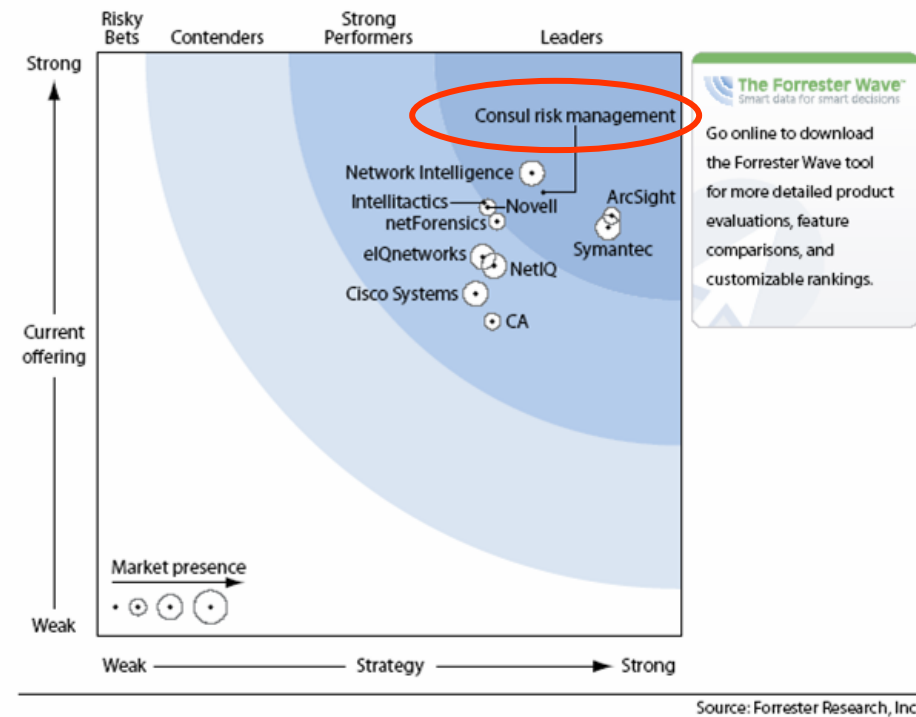 Risky
Bets
Contenders
Strong
Performers
Leaders
Strong
Current
offering
Weak
Consul risk management
Network Intelligence
Intellitactics
Novell
ArcSight
netForensics
Symantec
eIQnetworks
NetIQ
Cisco Systems
CA
Market presence
Weak
Strategy
Strong
The Forrester Wave™
Smart data for smart decisions
Go online to download
the Forrester Wave tool
for more detailed product
evaluations, feature
comparisons, and
customizable rankings.
Source: Forrester Research, Inc